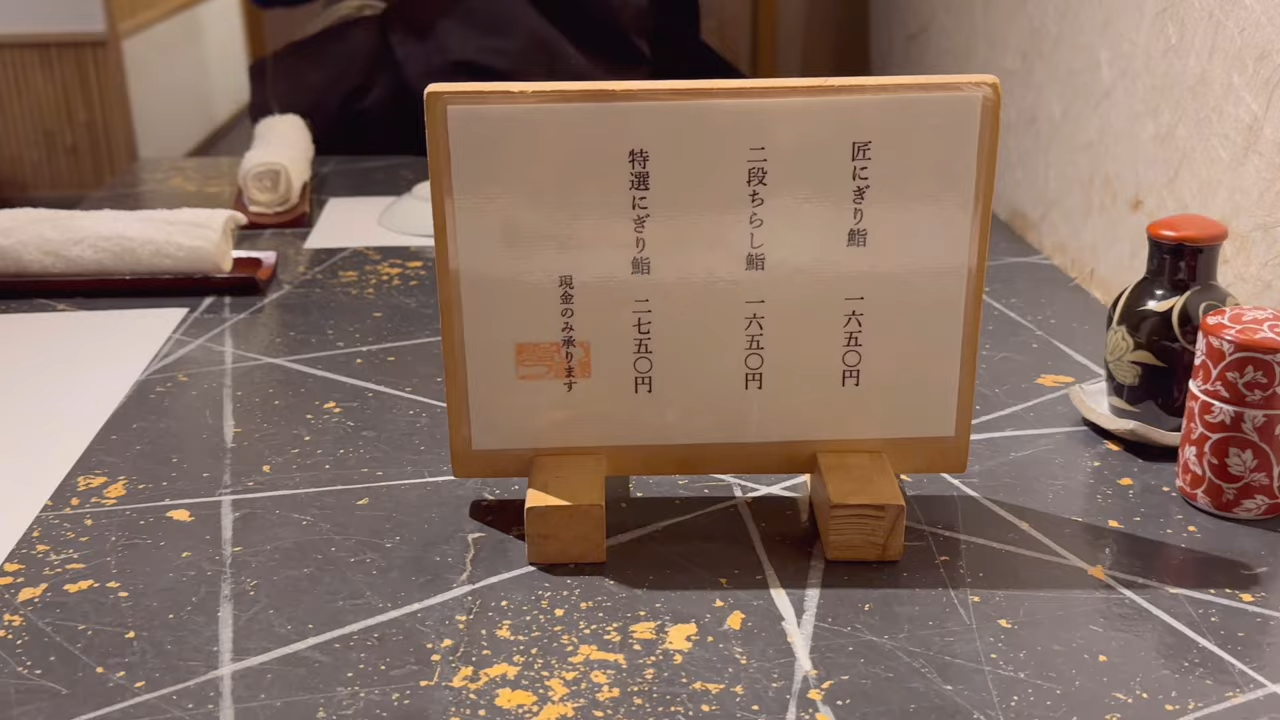 匠にぎり鮨 一六五〇円
二段ちらし鮨 一六五〇円
特選にぎり鮨 二七五〇円
現金のみ承ります